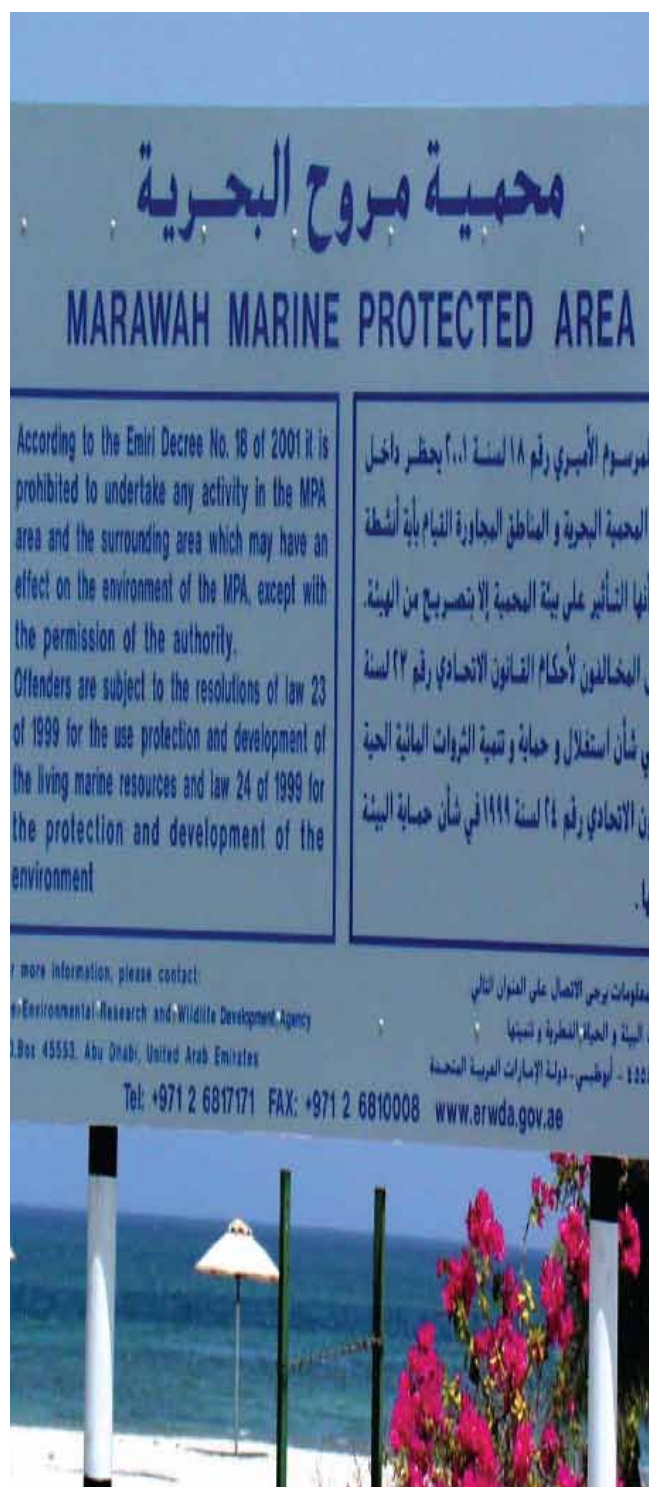 محمية مروح البحرية
MARAWAH MARINE PROTECTED AREA
According to the Emiri Decree No. 18 of 2001 it is
prohibited to undertake any activity in the MPA
area and the surrounding area which may have an
effect on the environment of the MPA, except with
the permission of the authority.
Offenders are subject to the resolutions of law 23
of 1999 for the use protection and development of
the living marine resources and law 24 of 1999 for
the protection and development of the
environment
لمرسوم الأميري رقم ١٨ لسنة ٢٠٠١ يحظر داخل
المحمية البحرية و المناطق المجاورة القيام بأية أنشطة
التأثير على بيئة المحمية إلا بتصريح من الهيئة.
المخالفون لأحكام القانون الاتحادي رقم ٢٣ لسنة
شأن استغلال و حماية و تنمية الثروات المائية الحية
الاتحادي رقم ٢٤ لسنة ١٩٩٩ في شأن حماية البيئة
more information, please contact:
Environmental Research and Wildlife Development Agency
.Box 45553, Abu Dhabi, United Arab Emirates
معلومات يرجى الاتصال على العنوان التالي
البيئة و الحياة الفطرية و تنميتها
أبوظبي - دولة الإمارات العربية المتحدة
Tel: +971 2 6817171 FAX: +971 2 6810008 www.erwda.gov.ae